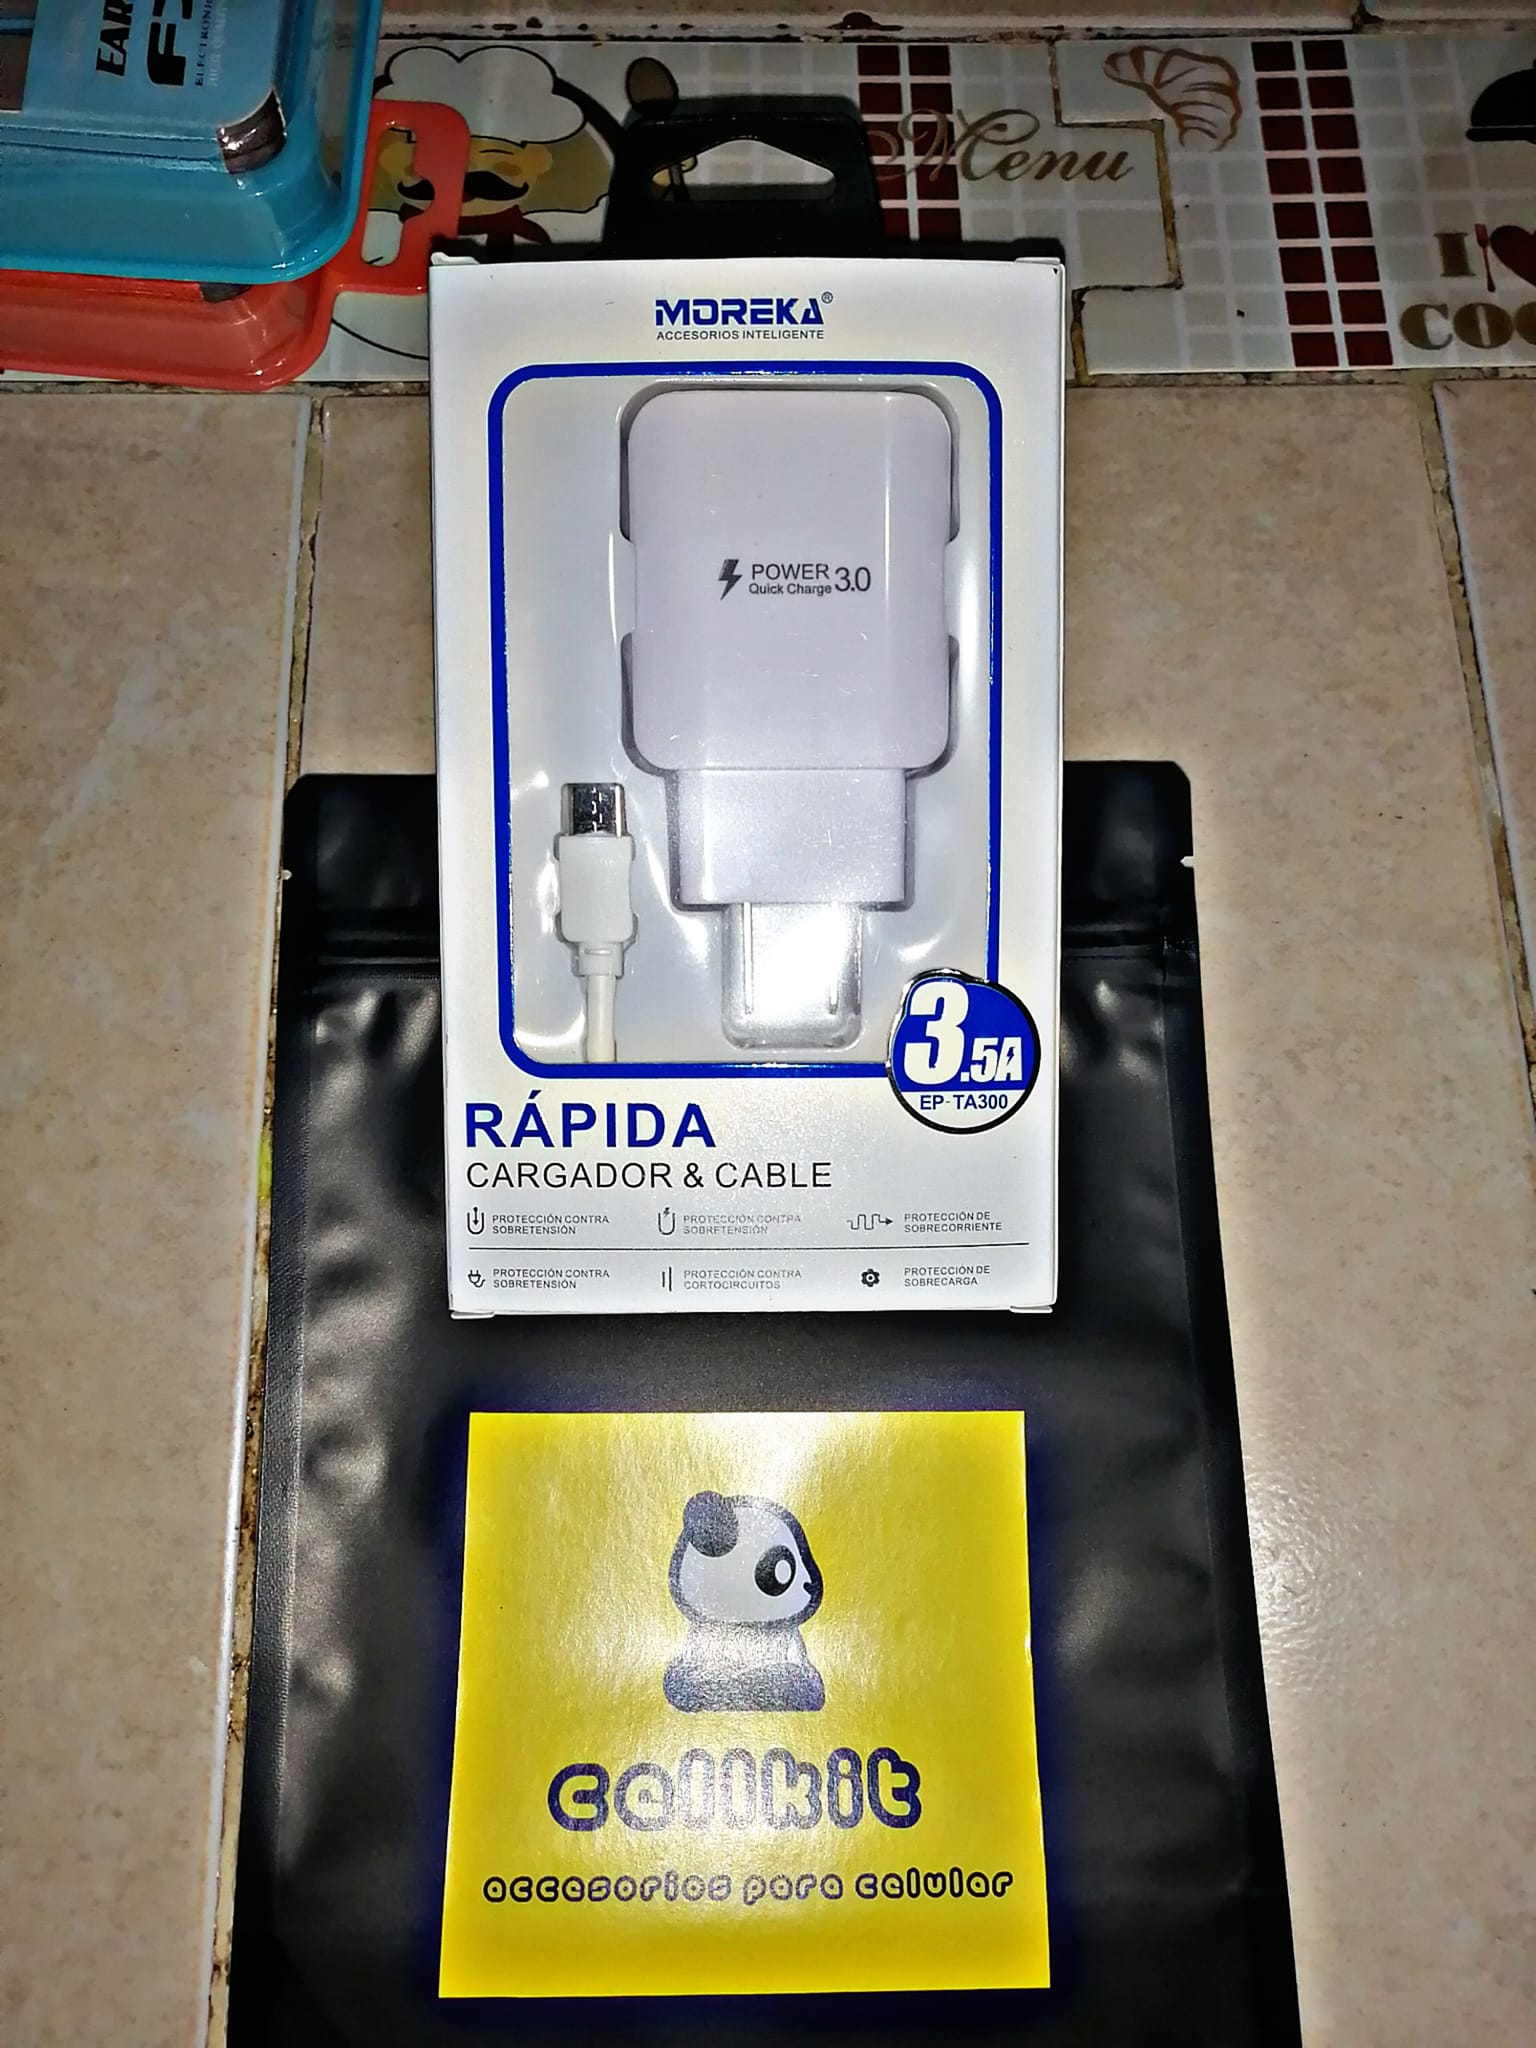 EAR
MOREKA®
ACCESORIOS INTELIGENTE
Menu
I
COO
POWER
Quick Charge 3.0
3.5A
EP-TA300
RÁPIDA
CARGADOR & CABLE
PROTECCIÓN CONTRA
SOBRETENSIÓN
PROTECCIÓN CONTRA
SOBRETENSIÓN
PROTECCIÓN DE
SOBRECORRIENTE
PROTECCIÓN CONTRA
SOBRETENSIÓN
PROTECCIÓN CONTRA
CORTOCIRCUITOS
PROTECCIÓN DE
SOBRECARGA
cellkit
accesorios para celular